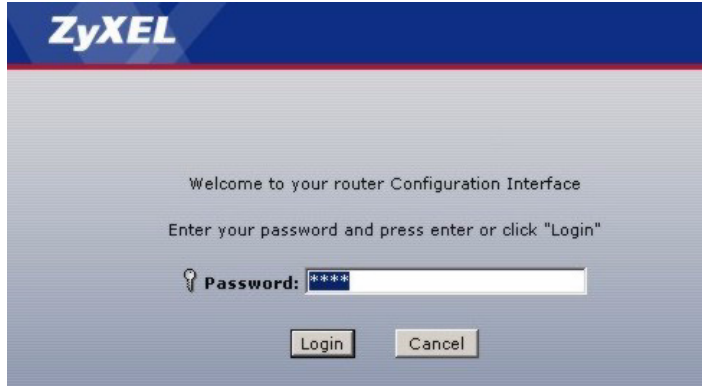 ZyXEL
Welcome to your router Configuration Interface
Enter your password and press enter or click "Login"
Password: ****
Login Cancel